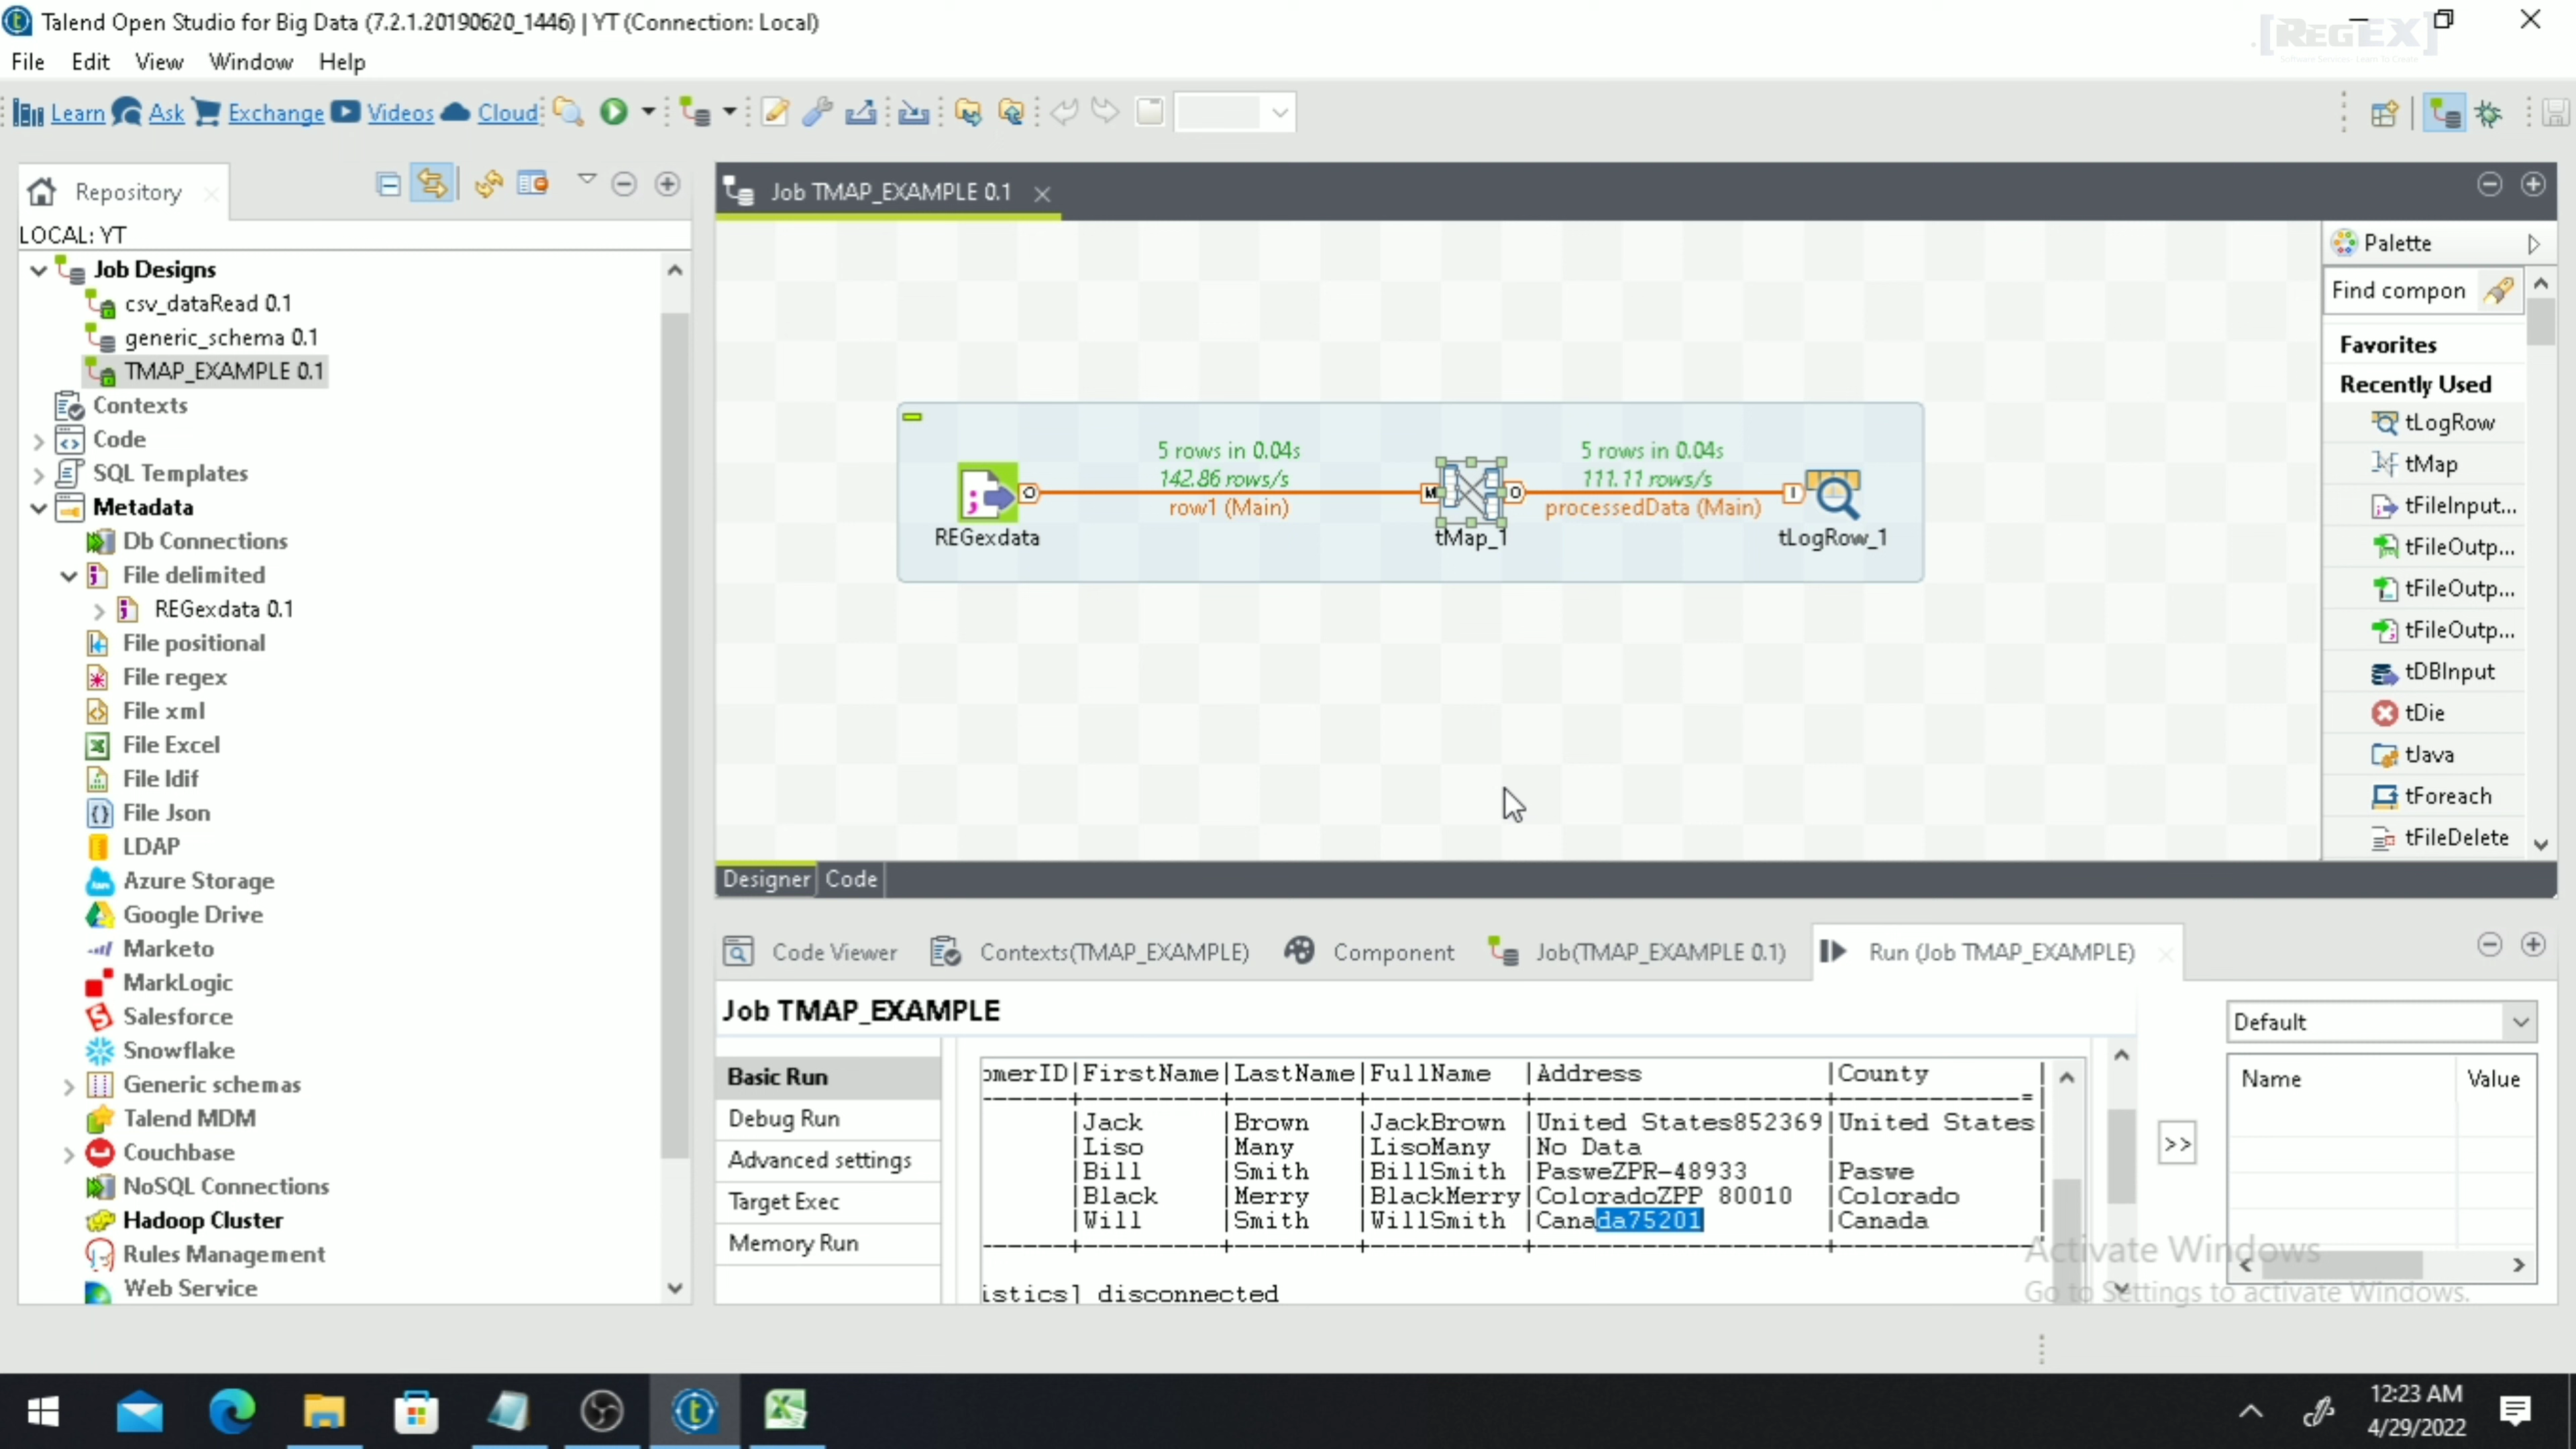 Talend Open Studio for Big Data (7.2.1.20190620_1446) | YT (Connection: Local)
.[RegEX]
File Edit View Window Help
Learn Ask Exchange Videos Cloud
Repository
LOCAL: YT
Job Designs
csv_dataRead 0.1
generic_schema 0.1
TMAP_EXAMPLE 0.1
Contexts
Code
SQL Templates
Metadata
Db Connections
File delimited
REGexdata 0.1
File positional
File regex
File xml
File Excel
File ldif
File Json
LDAP
Azure Storage
Google Drive
Marketo
MarkLogic
Salesforce
Snowflake
Generic schemas
Talend MDM
Couchbase
NoSQL Connections
Hadoop Cluster
Rules Management
Web Service
Job TMAP_EXAMPLE 0.1
5 rows in 0.04s
142.86 rows/s
row1 (Main)
5 rows in 0.04s
111.11 rows/s
processedData (Main)
REGexdata
tMap_1
tLogRow_1
Palette
Find compon
Favorites
Recently Used
tLogRow
tMap
tFileInput...
tFileOutp...
tFileOutp...
tFileOutp...
tDBInput
tDie
tJava
tForeach
tFileDelete
Designer Code
Code Viewer Contexts(TMAP_EXAMPLE) Component Job(TMAP_EXAMPLE 0.1) Run (Job TMAP_EXAMPLE)
Job TMAP_EXAMPLE
Basic Run
Debug Run
Advanced settings
Target Exec
Memory Run
omerID|FirstName|LastName|FullName |Address |County |
------+---------+--------+----------+-------------------+-------------=|
|Jack |Brown |JackBrown |United States852369|United States|
|Liso |Many |LisoMany |No Data | |
|Bill |Smith |BillSmith |PasweZPR-48933 |Paswe |
|Black |Merry |BlackMerry|ColoradoZPP 80010 |Colorado |
|Will |Smith |WillSmith |Canada75201 |Canada |
------+---------+--------+----------+-------------------+-------------'
istics] disconnected
>>
Default
Name Value
Activate Windows
Go to Settings to activate Windows.
12:23 AM
4/29/2022